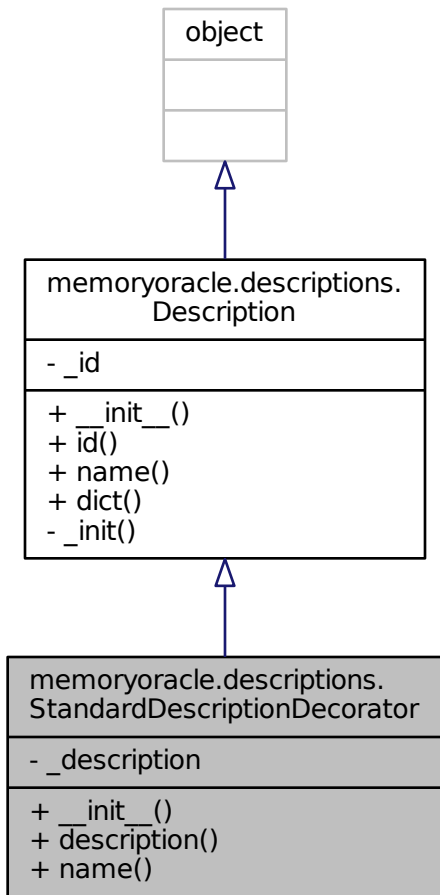 object
memoryoracle.descriptions.
Description
- _id
+ __init__()
+ id()
+ name()
+ dict()
- _init()
memoryoracle.descriptions.
StandardDescriptionDecorator
- _description
+ __init__()
+ description()
+ name()